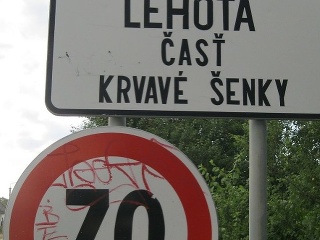 LEHOTA
ČASŤ
KRVAVÉ ŠENKY
70